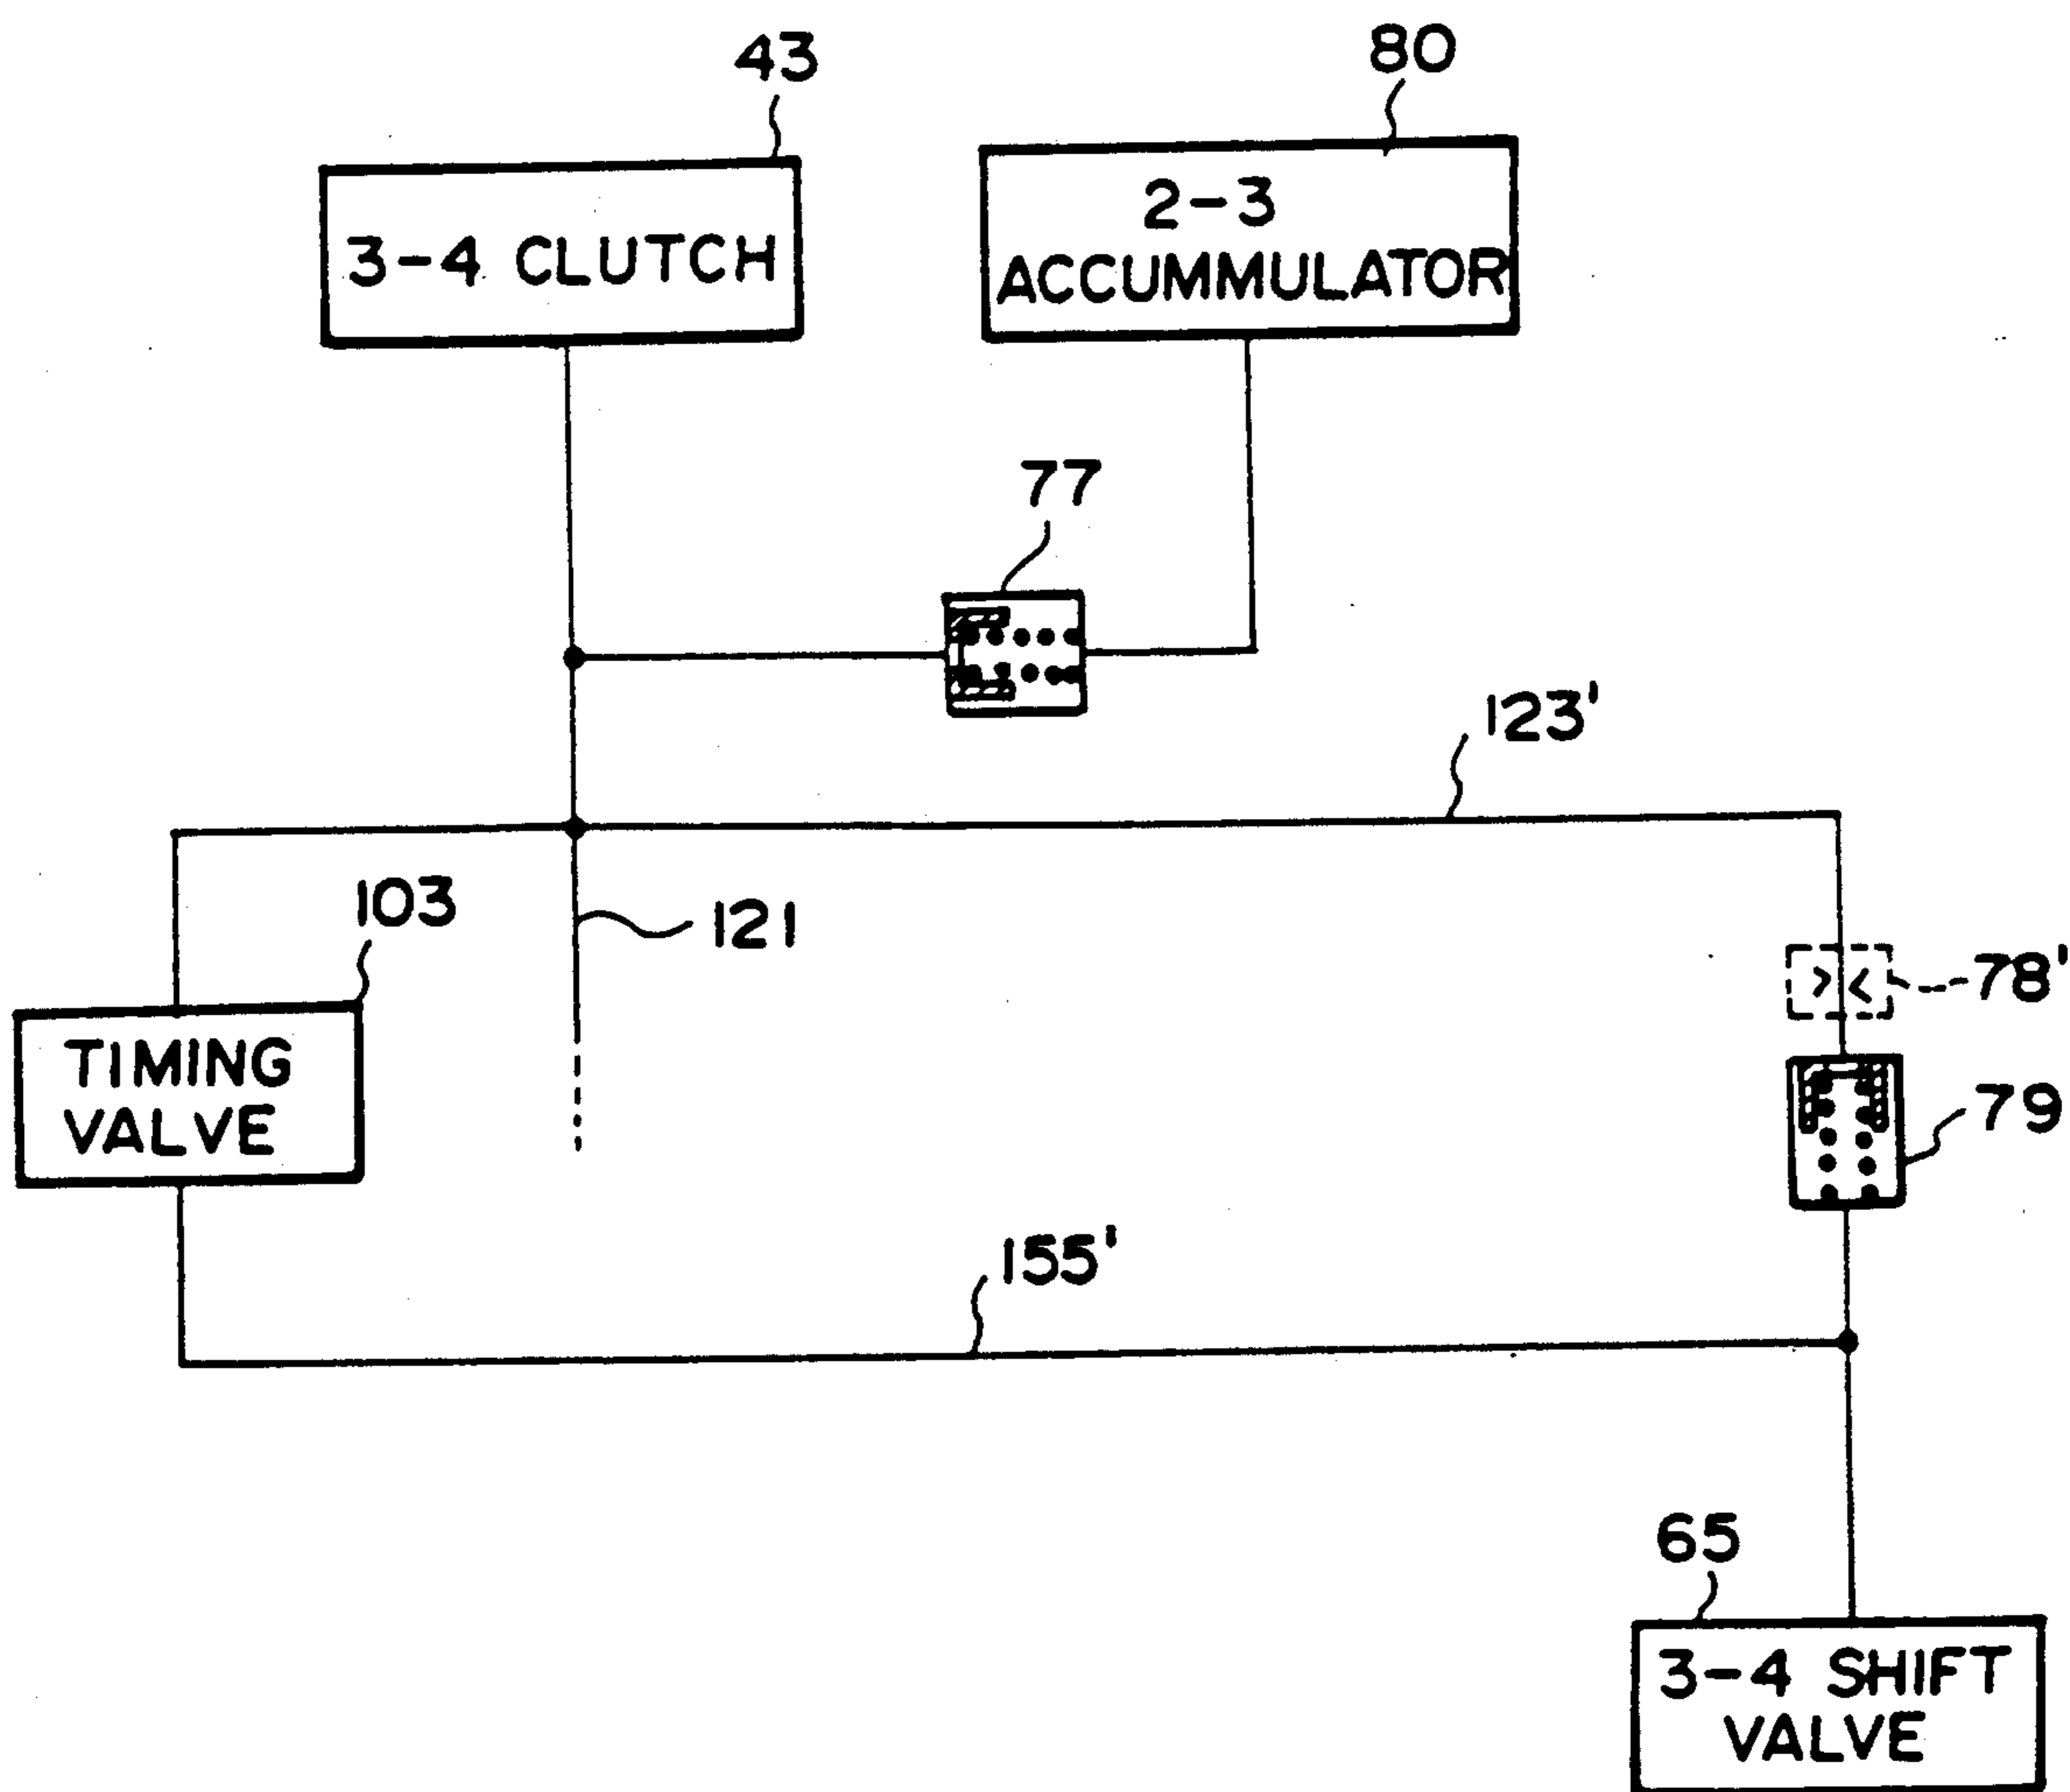 43
80
3-4 CLUTCH
2-3
ACCUMMULATOR
77
123'
103
121
78'
TIMING
VALVE
79
155'
65
3-4 SHIFT
VALVE